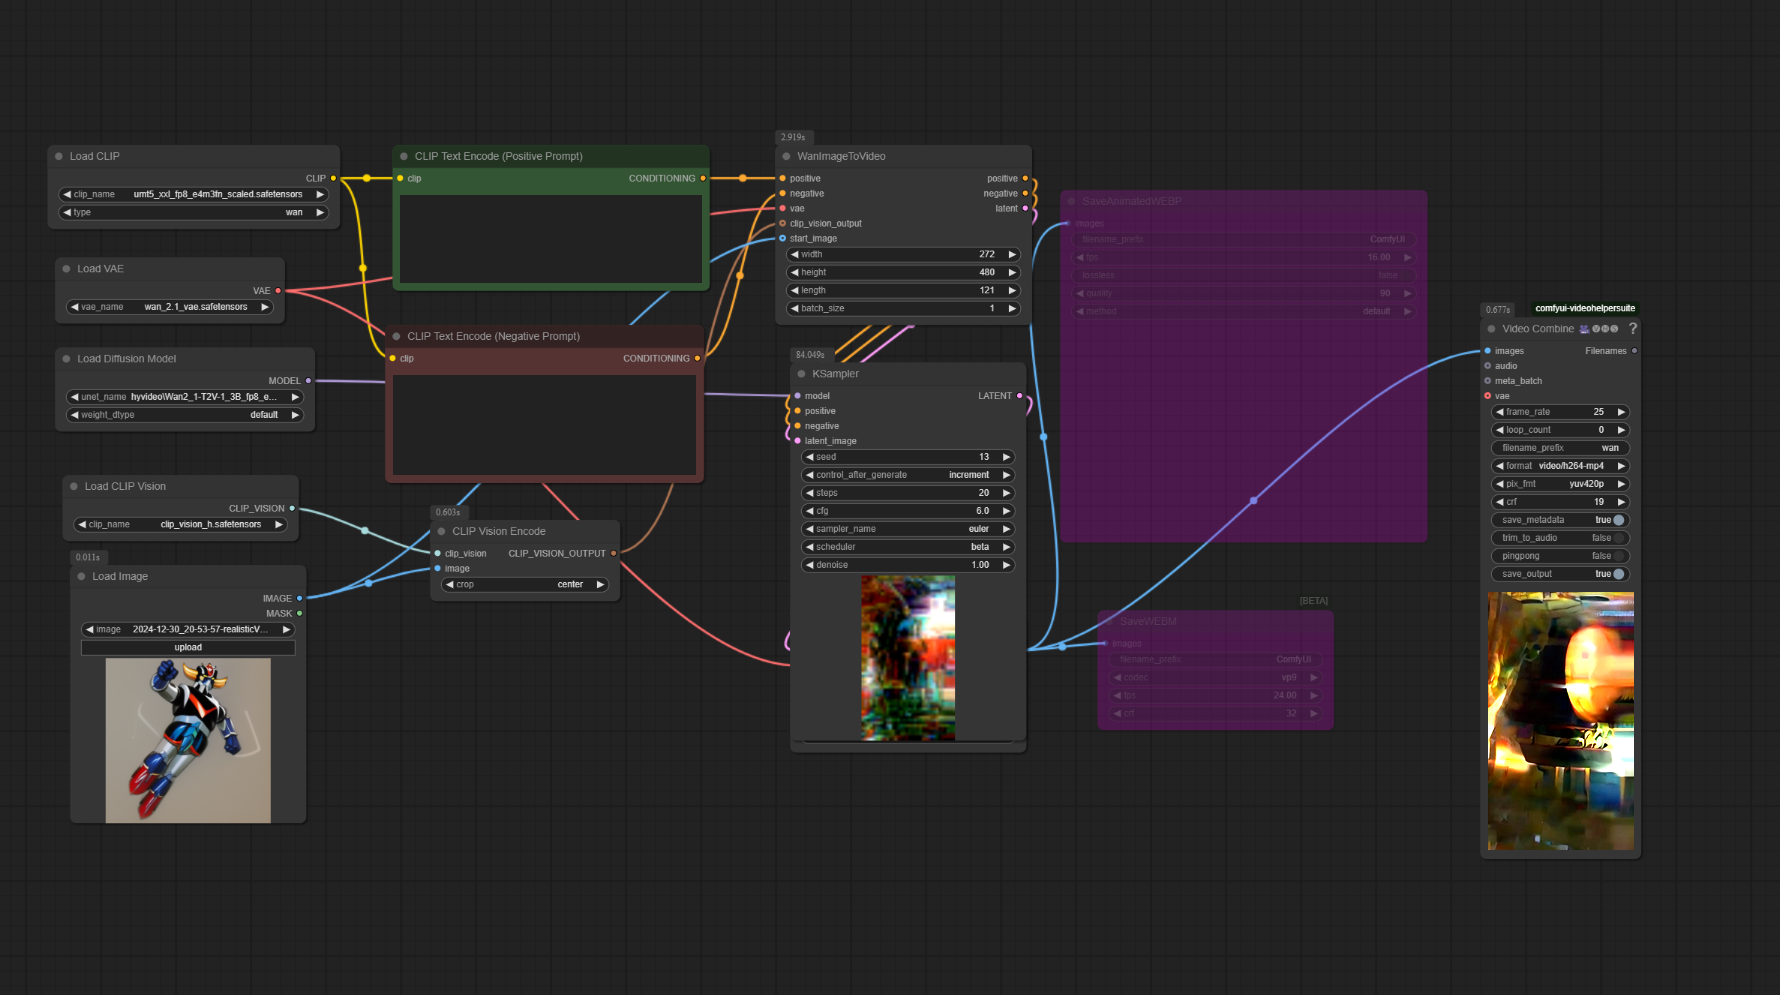 Load CLIP
CLIP
clip_name umt5_xxl_fp8_e4m3fn_scaled.safetensors
type wan
Load VAE
VAE
vae_name wan_2.1_vae.safetensors
Load Diffusion Model
MODEL
unet_name hyvideo\Wan2_1-T2V-1_3B_fp8_e...
weight_dtype default
Load CLIP Vision
CLIP_VISION
clip_name clip_vision_h.safetensors
0.011s
Load Image
IMAGE
MASK
image 2024-12-30_20-53-57-realisticV...
upload
CLIP Text Encode (Positive Prompt)
clip CONDITIONING
CLIP Text Encode (Negative Prompt)
clip CONDITIONING
0.603s
CLIP Vision Encode
clip_vision CLIP_VISION_OUTPUT
image
crop center
2.919s
WanImageToVideo
positive positive
negative negative
vae latent
clip_vision_output
start_image
width 272
height 480
length 121
batch_size 1
84.049s
KSampler
model LATENT
positive
negative
latent_image
seed 13
control_after_generate increment
steps 20
cfg 6.0
sampler_name euler
scheduler beta
denoise 1.00
SaveAnimatedWEBP
images
filename_prefix ComfyUI
fps 16.00
lossless false
quality 90
method default
[BETA]
SaveWEBM
images
filename_prefix ComfyUI
codec vp9
fps 24.00
crf 32
0.677s
comfyui-videohelpersuite
Video Combine VHS ?
images Filenames
audio
meta_batch
vae
frame_rate 25
loop_count 0
filename_prefix wan
format video/h264-mp4
pix_fmt yuv420p
crf 19
save_metadata true
trim_to_audio false
pingpong false
save_output true